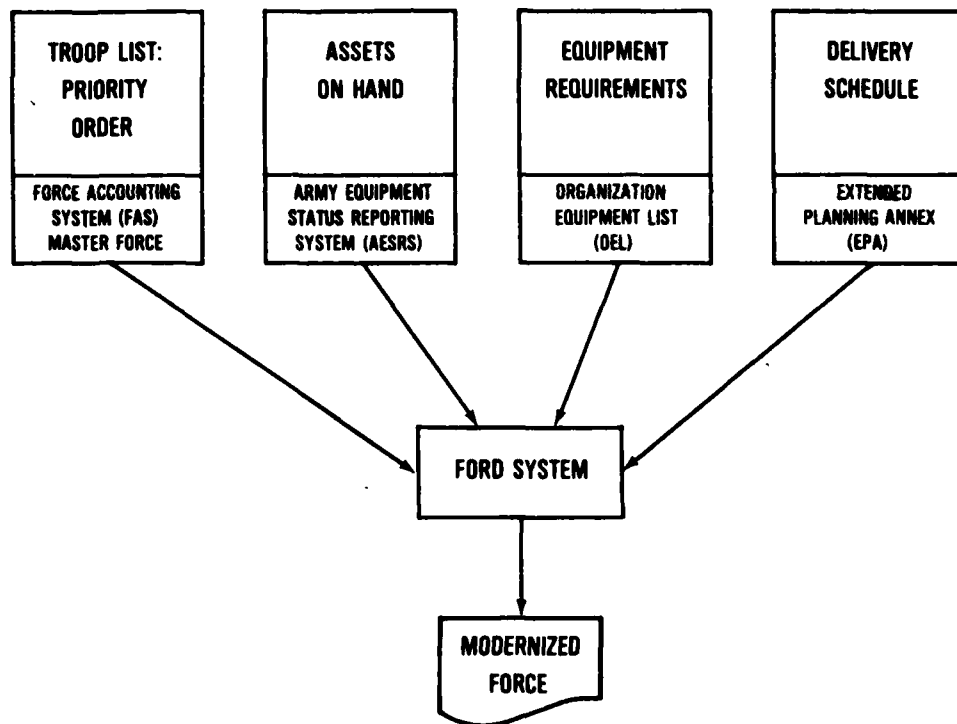 TROOP LIST:
PRIORITY
ORDER
FORCE ACCOUNTING
SYSTEM (FAS)
MASTER FORCE
ASSETS
ON HAND
ARMY EQUIPMENT
STATUS REPORTING
SYSTEM (AESRS)
EQUIPMENT
REQUIREMENTS
ORGANIZATION
EQUIPMENT LIST
(OEL)
DELIVERY
SCHEDULE
EXTENDED
PLANNING ANNEX
(EPA)
FORD SYSTEM
MODERNIZED
FORCE